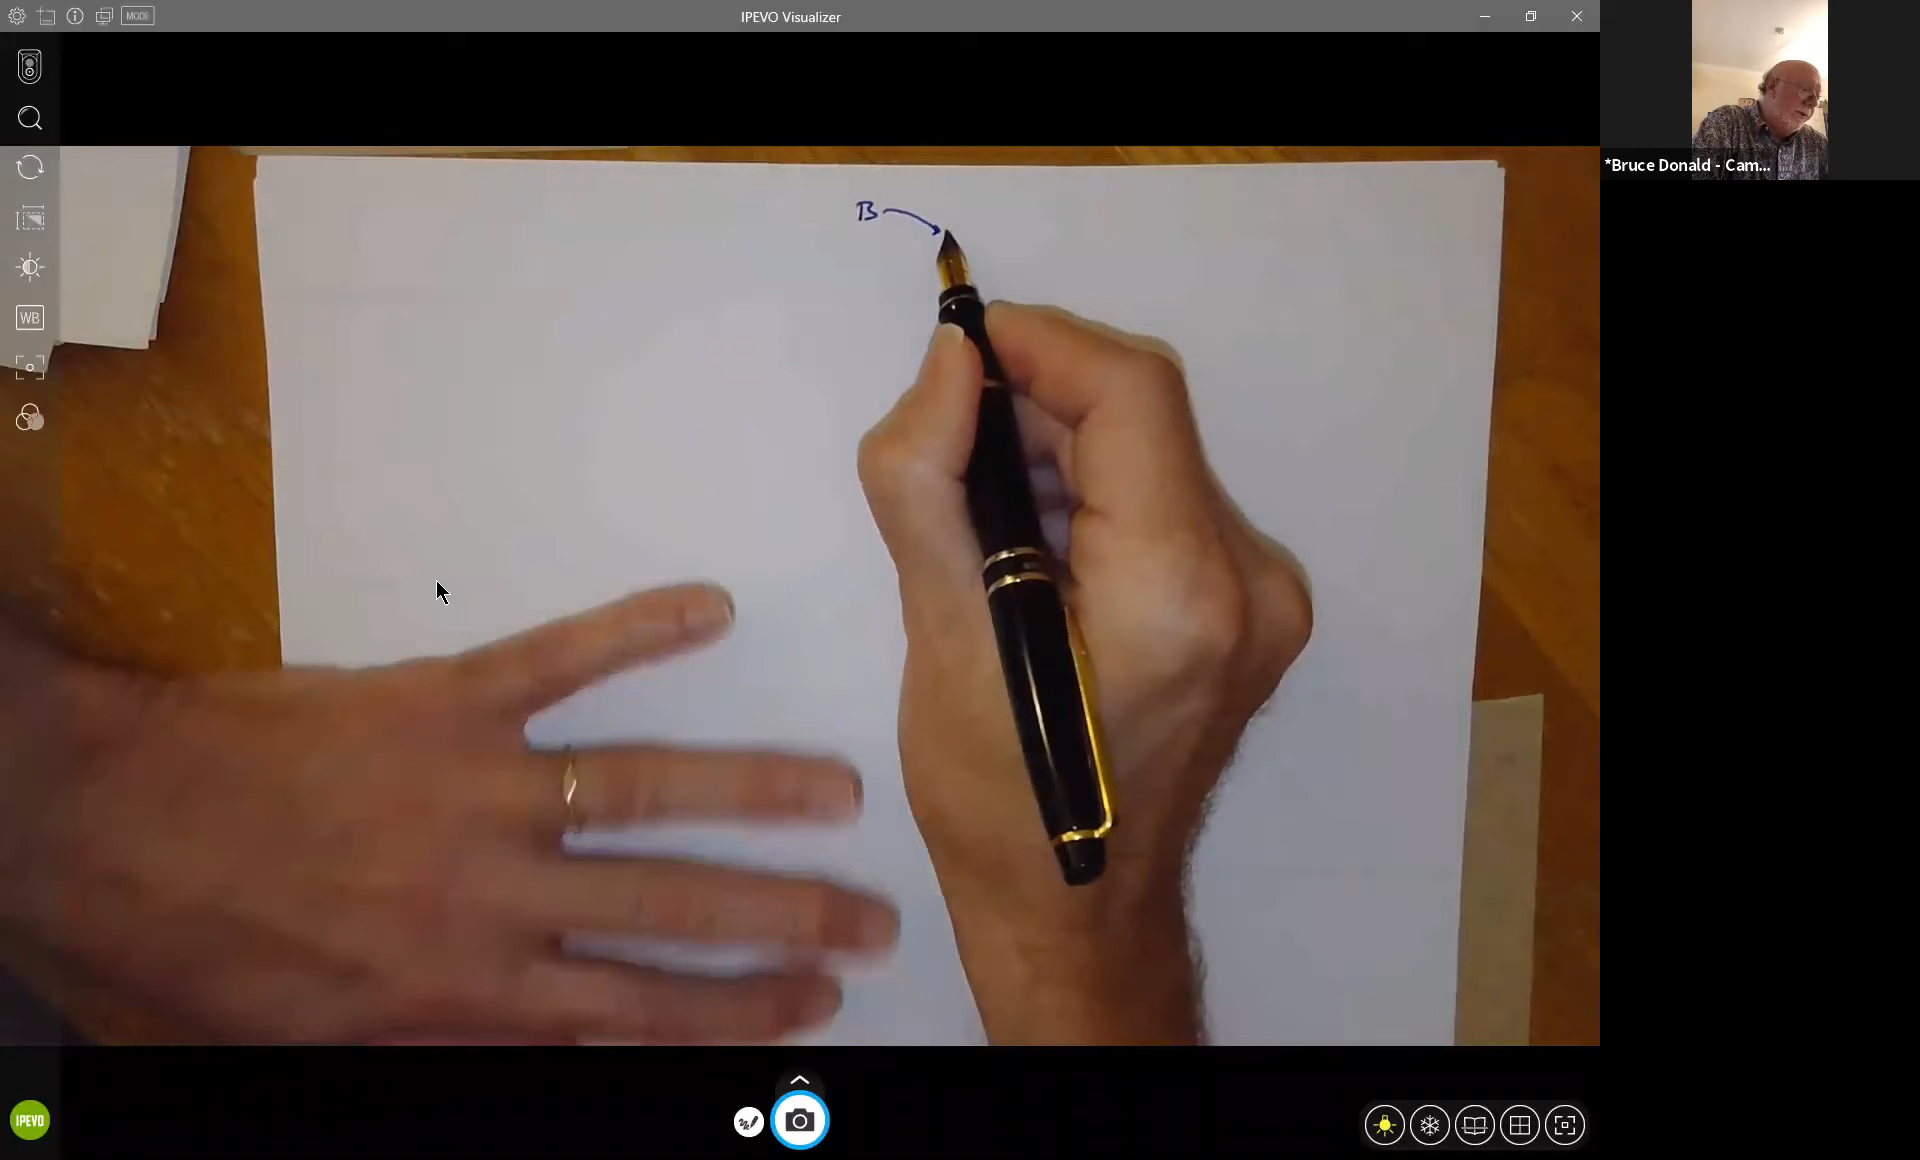 MODE
IPEVO Visualizer
WB
B
*Bruce Donald - Cam...
IPEVO